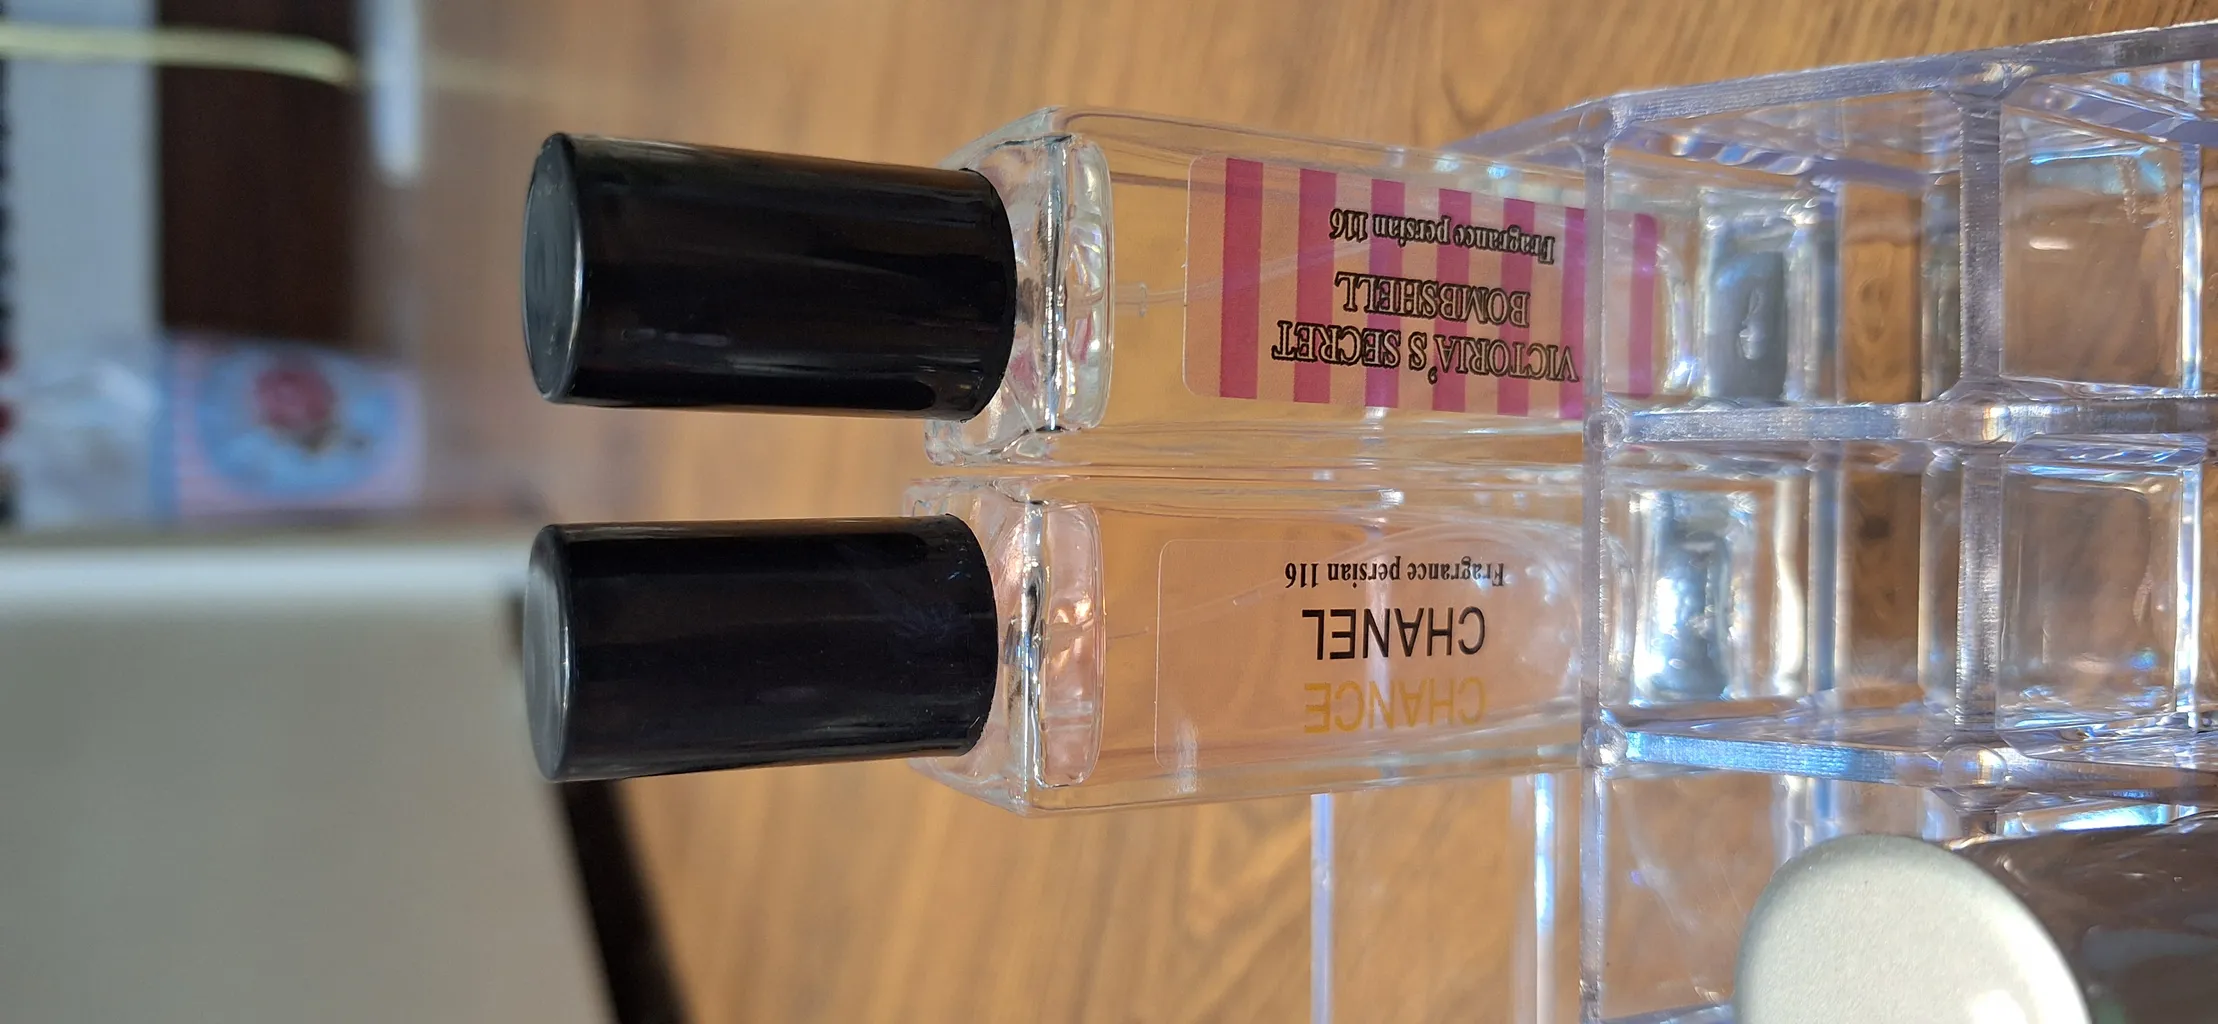 VICTORIA'S SECRET
BOMBSHELL
Fragrance persian 116
CHANCE
CHANEL
Fragrance persian 116